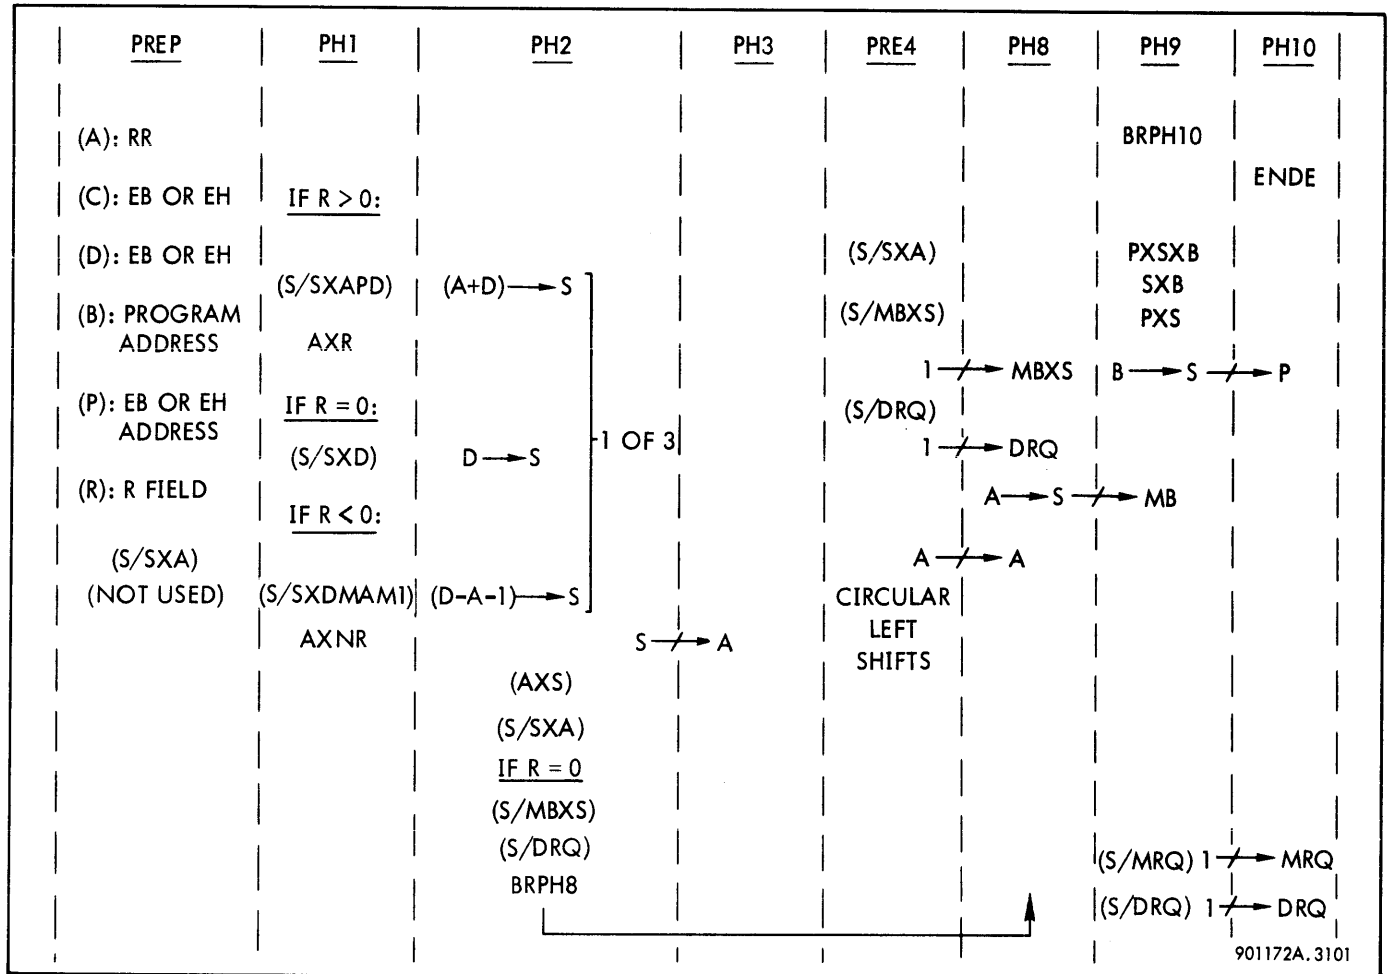 PREP PH1 PH2 PH3 PRE4 PH8 PH9 PH10
(A): RR
(C): EB OR EH
(D): EB OR EH
(B): PROGRAM
ADDRESS
(P): EB OR EH
ADDRESS
(R): R FIELD
(S/SXA)
(NOT USED)
IF R > 0:
(S/SXAPD)
AXR
IF R = 0:
(S/SXD)
IF R < 0:
(S/SXDMAM1)
AXNR
(A+D) → S
D → S
(D-A-1) → S
1 OF 3
S → A
(AXS)
(S/SXA)
IF R = 0
(S/MBXS)
(S/DRQ)
BRPH8
(S/SXA)
(S/MBXS)
1 → MBXS
(S/DRQ)
1 → DRQ
A → S → MB
A → A
CIRCULAR
LEFT
SHIFTS
BRPH10
PXSXB
SXB
PXS
B → S → P
(S/MRQ) 1 → MRQ
(S/DRQ) 1 → DRQ
ENDE
901172A.3101